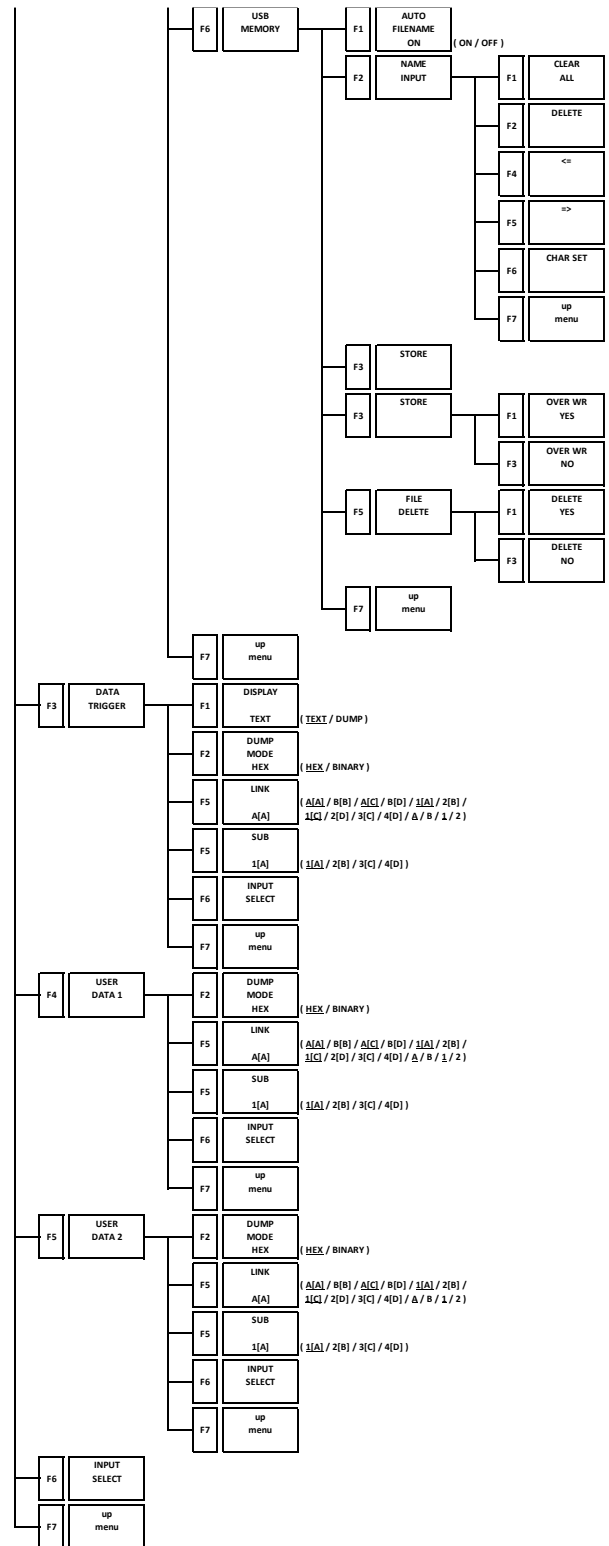 F6
USB
MEMORY
F1
AUTO
FILENAME
ON
( ON / OFF )
F2
NAME
INPUT
F1
CLEAR
ALL
F2
DELETE
F4
<=
F5
=>
F6
CHAR SET
F7
up
menu
F3
STORE
F3
STORE
F1
OVER WR
YES
F3
OVER WR
NO
F5
FILE
DELETE
F1
DELETE
YES
F3
DELETE
NO
F7
up
menu
F7
up
menu
F3
DATA
TRIGGER
F1
DISPLAY
TEXT
( TEXT / DUMP )
F2
DUMP
MODE
HEX
( HEX / BINARY )
F5
LINK
A[A]
( A[A] / B[B] / A[C] / B[D] / 1[A] / 2[B] /
1[C] / 2[D] / 3[C] / 4[D] / A / B / 1 / 2 )
F5
SUB
1[A]
( 1[A] / 2[B] / 3[C] / 4[D] )
F6
INPUT
SELECT
F7
up
menu
F4
USER
DATA 1
F2
DUMP
MODE
HEX
( HEX / BINARY )
F5
LINK
A[A]
( A[A] / B[B] / A[C] / B[D] / 1[A] / 2[B] /
1[C] / 2[D] / 3[C] / 4[D] / A / B / 1 / 2 )
F5
SUB
1[A]
( 1[A] / 2[B] / 3[C] / 4[D] )
F6
INPUT
SELECT
F7
up
menu
F5
USER
DATA 2
F2
DUMP
MODE
HEX
( HEX / BINARY )
F5
LINK
A[A]
( A[A] / B[B] / A[C] / B[D] / 1[A] / 2[B] /
1[C] / 2[D] / 3[C] / 4[D] / A / B / 1 / 2 )
F5
SUB
1[A]
( 1[A] / 2[B] / 3[C] / 4[D] )
F6
INPUT
SELECT
F7
up
menu
F6
INPUT
SELECT
F7
up
menu